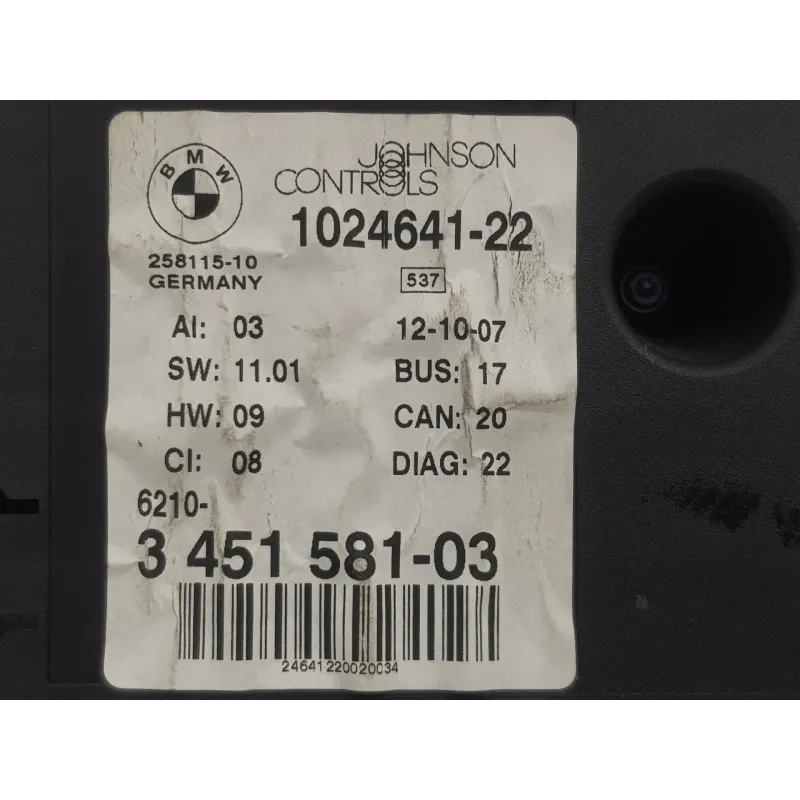 BMW
JOHNSON
CONTROLS
1024641-22
258115-10
GERMANY
537
AI: 03
12-10-07
SW: 11.01
BUS: 17
HW: 09
CAN: 20
CI: 08
DIAG: 22
6210-
3 451 581-03
24641220020034